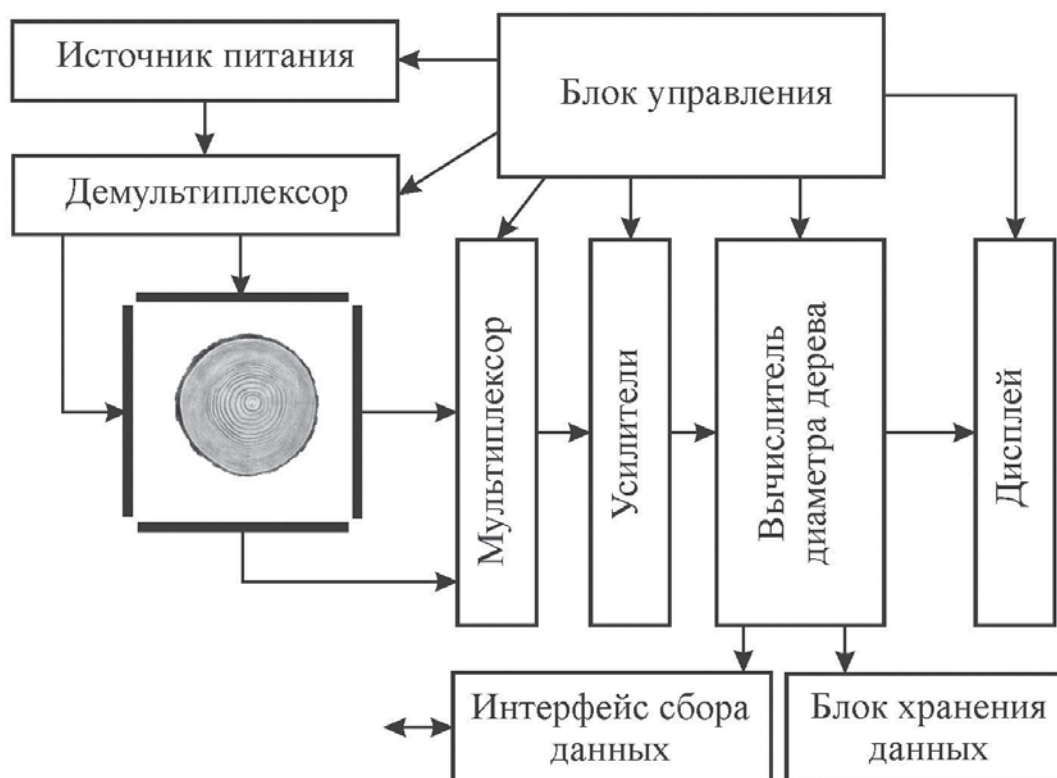 Источник питания
Блок управления
Демультиплексор
Мультиплексор
Усилители
Вычислитель
диаметра дерева
Дисплей
Интерфейс сбора
данных
Блок хранения
данных